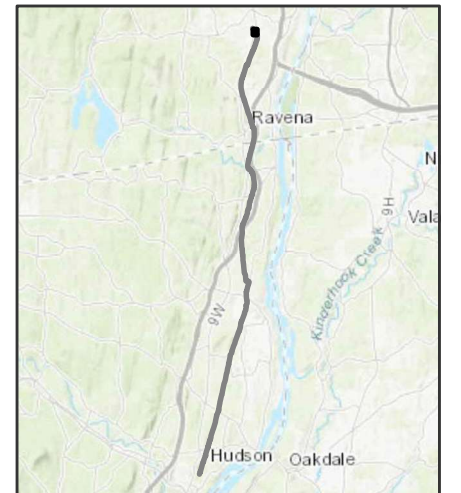 Ravena
N
9H
Vala
Kinderhook Creek
9W
Hudson
Oakdale